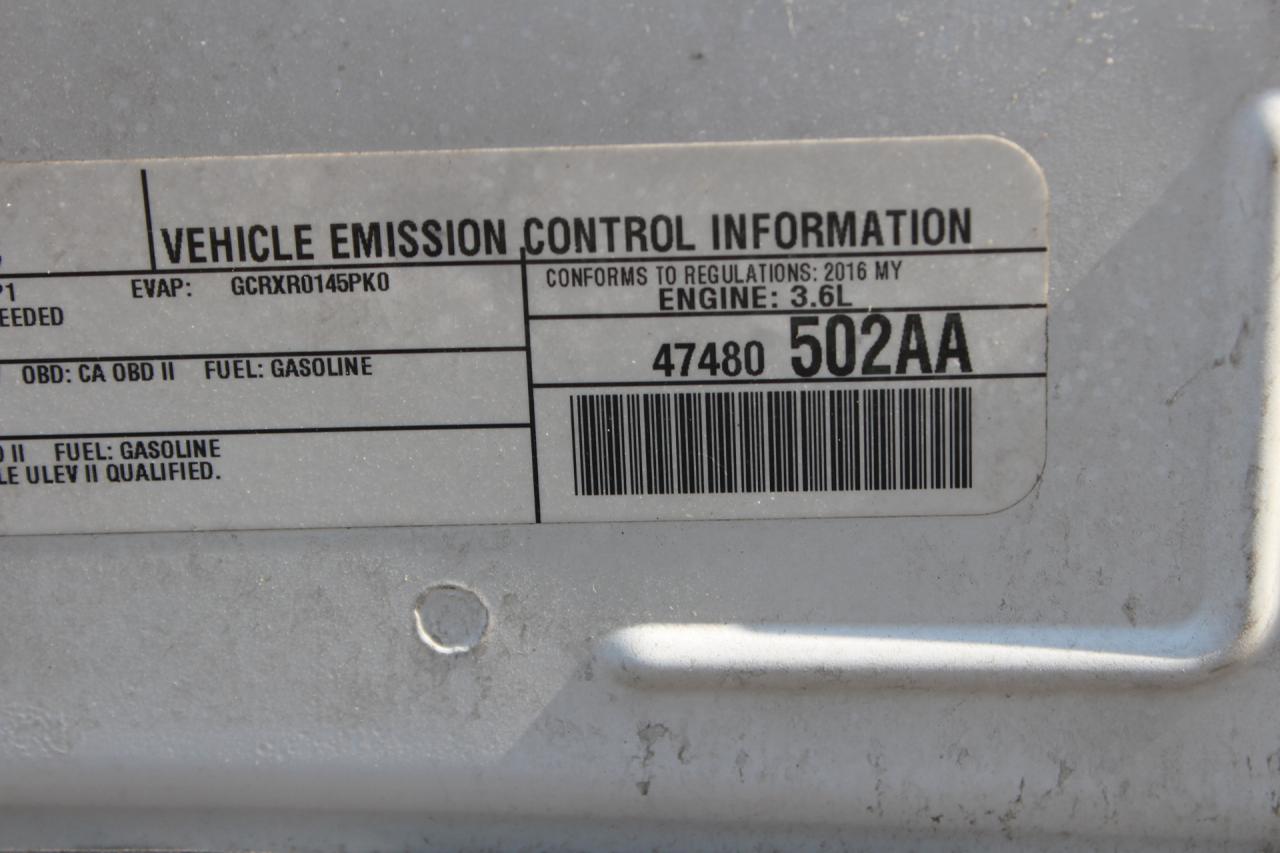 VEHICLE EMISSION CONTROL INFORMATION
P1 EVAP: GCRXR0145PK0
EEDED
OBD: CA OBD II FUEL: GASOLINE
D II FUEL: GASOLINE
LE ULEV II QUALIFIED.
CONFORMS TO REGULATIONS: 2016 MY
ENGINE: 3.6L
47480 502AA